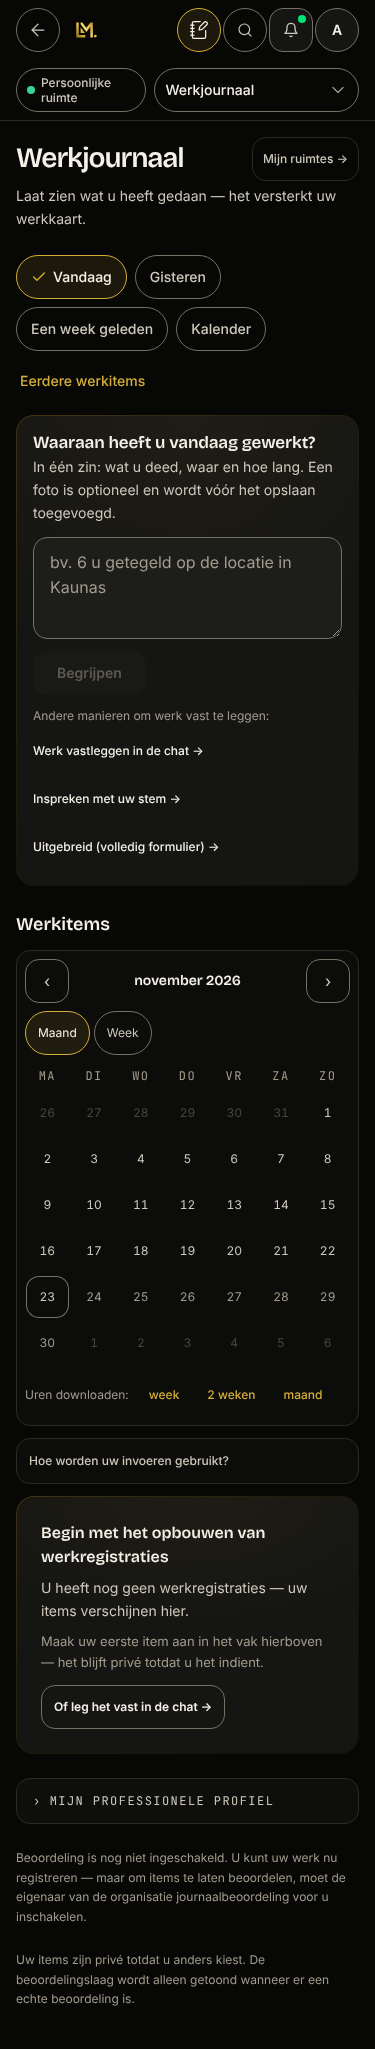 LM.
A
Persoonlijke
ruimte
Werkjournaal
Werkjournaal
Mijn ruimtes →
Laat zien wat u heeft gedaan — het versterkt uw
werkkaart.
Vandaag
Gisteren
Een week geleden
Kalender
Eerdere werkitems
Waaraan heeft u vandaag gewerkt?
In één zin: wat u deed, waar en hoe lang. Een
foto is optioneel en wordt vóór het opslaan
toegevoegd.
bv. 6 u getegeld op de locatie in
Kaunas
Begrijpen
Andere manieren om werk vast te leggen:
Werk vastleggen in de chat →
Inspreken met uw stem →
Uitgebreid (volledig formulier) →
Werkitems
‹ november 2026 ›
Maand Week
MA DI WO DO VR ZA ZO
26 27 28 29 30 31 1
2 3 4 5 6 7 8
9 10 11 12 13 14 15
16 17 18 19 20 21 22
23 24 25 26 27 28 29
30 1 2 3 4 5 6
Uren downloaden: week 2 weken maand
Hoe worden uw invoeren gebruikt?
Begin met het opbouwen van
werkregistraties
U heeft nog geen werkregistraties — uw
items verschijnen hier.
Maak uw eerste item aan in het vak hierboven
— het blijft privé totdat u het indient.
Of leg het vast in de chat →
› MIJN PROFESSIONELE PROFIEL
Beoordeling is nog niet ingeschakeld. U kunt uw werk nu
registreren — maar om items te laten beoordelen, moet de
eigenaar van de organisatie journaalbeoordeling voor u
inschakelen.
Uw items zijn privé totdat u anders kiest. De
beoordelingslaag wordt alleen getoond wanneer er een
echte beoordeling is.